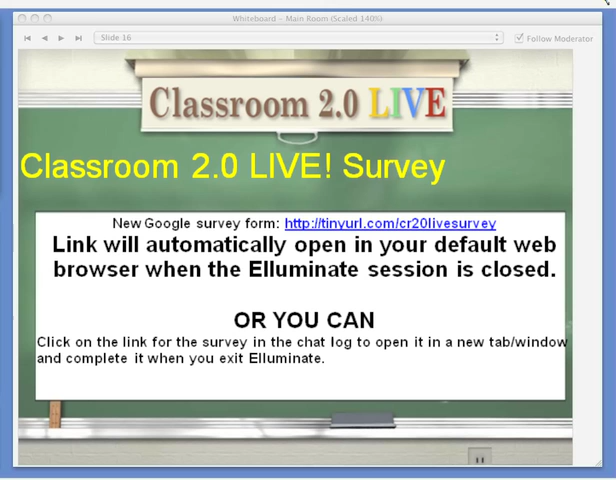 Whiteboard – Main Room (Scaled 140%)
Slide 16
Follow Moderator
Classroom 2.0 LIVE
Classroom 2.0 LIVE! Survey
New Google survey form: http://tinyurl.com/cr20livesurvey
Link will automatically open in your default web
browser when the Elluminate session is closed.
OR YOU CAN
Click on the link for the survey in the chat log to open it in a new tab/window
and complete it when you exit Elluminate.